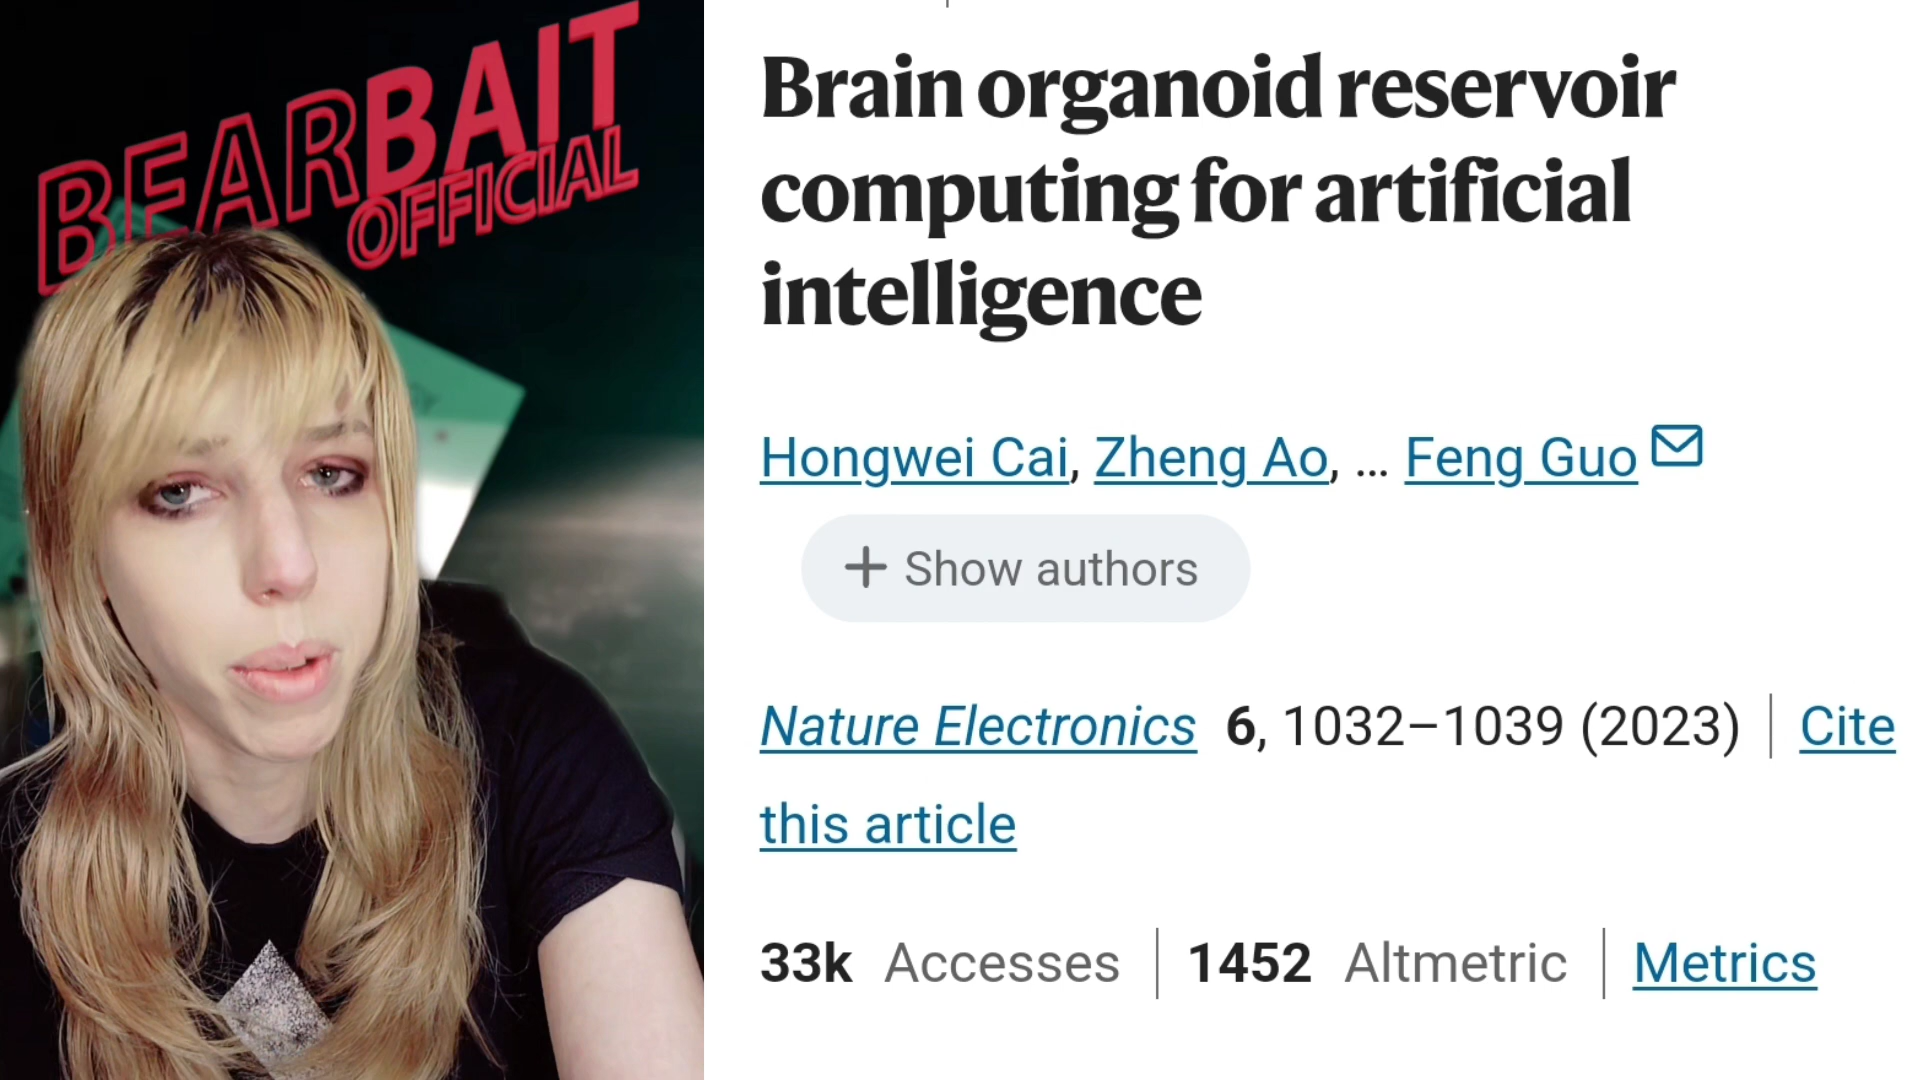 BEARBAIT
OFFICIAL
Brain organoid reservoir
computing for artificial
intelligence
Hongwei Cai, Zheng Ao, ... Feng Guo
+ Show authors
Nature Electronics 6, 1032–1039 (2023) | Cite
this article
33k Accesses | 1452 Altmetric | Metrics